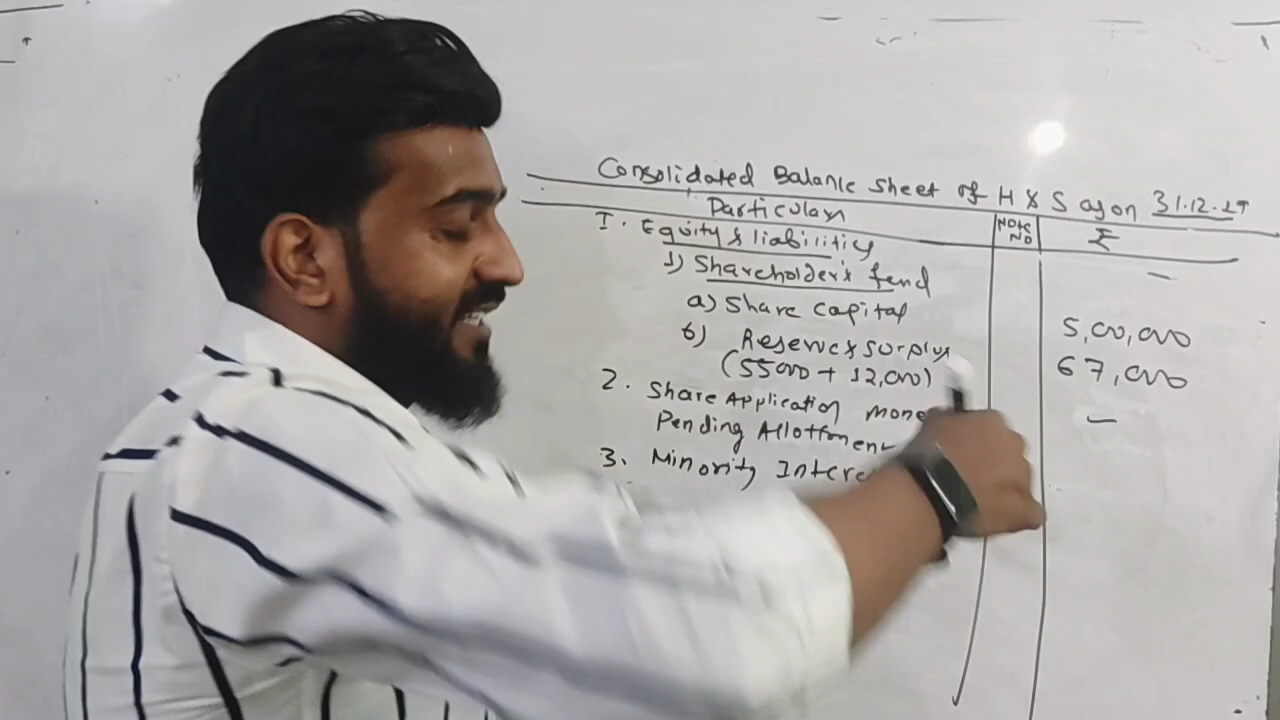 Consolidated Balance Sheet of H & S as on 31.12.
Particulars Note No ₹
I. Equity & liabilities
1) Shareholder's fund -
a) Share capital 5,00,000
b) Reserve & surplus 67,000
(55000 + 12,000)
2. Share Application -
Pending Allotment
3. Minority